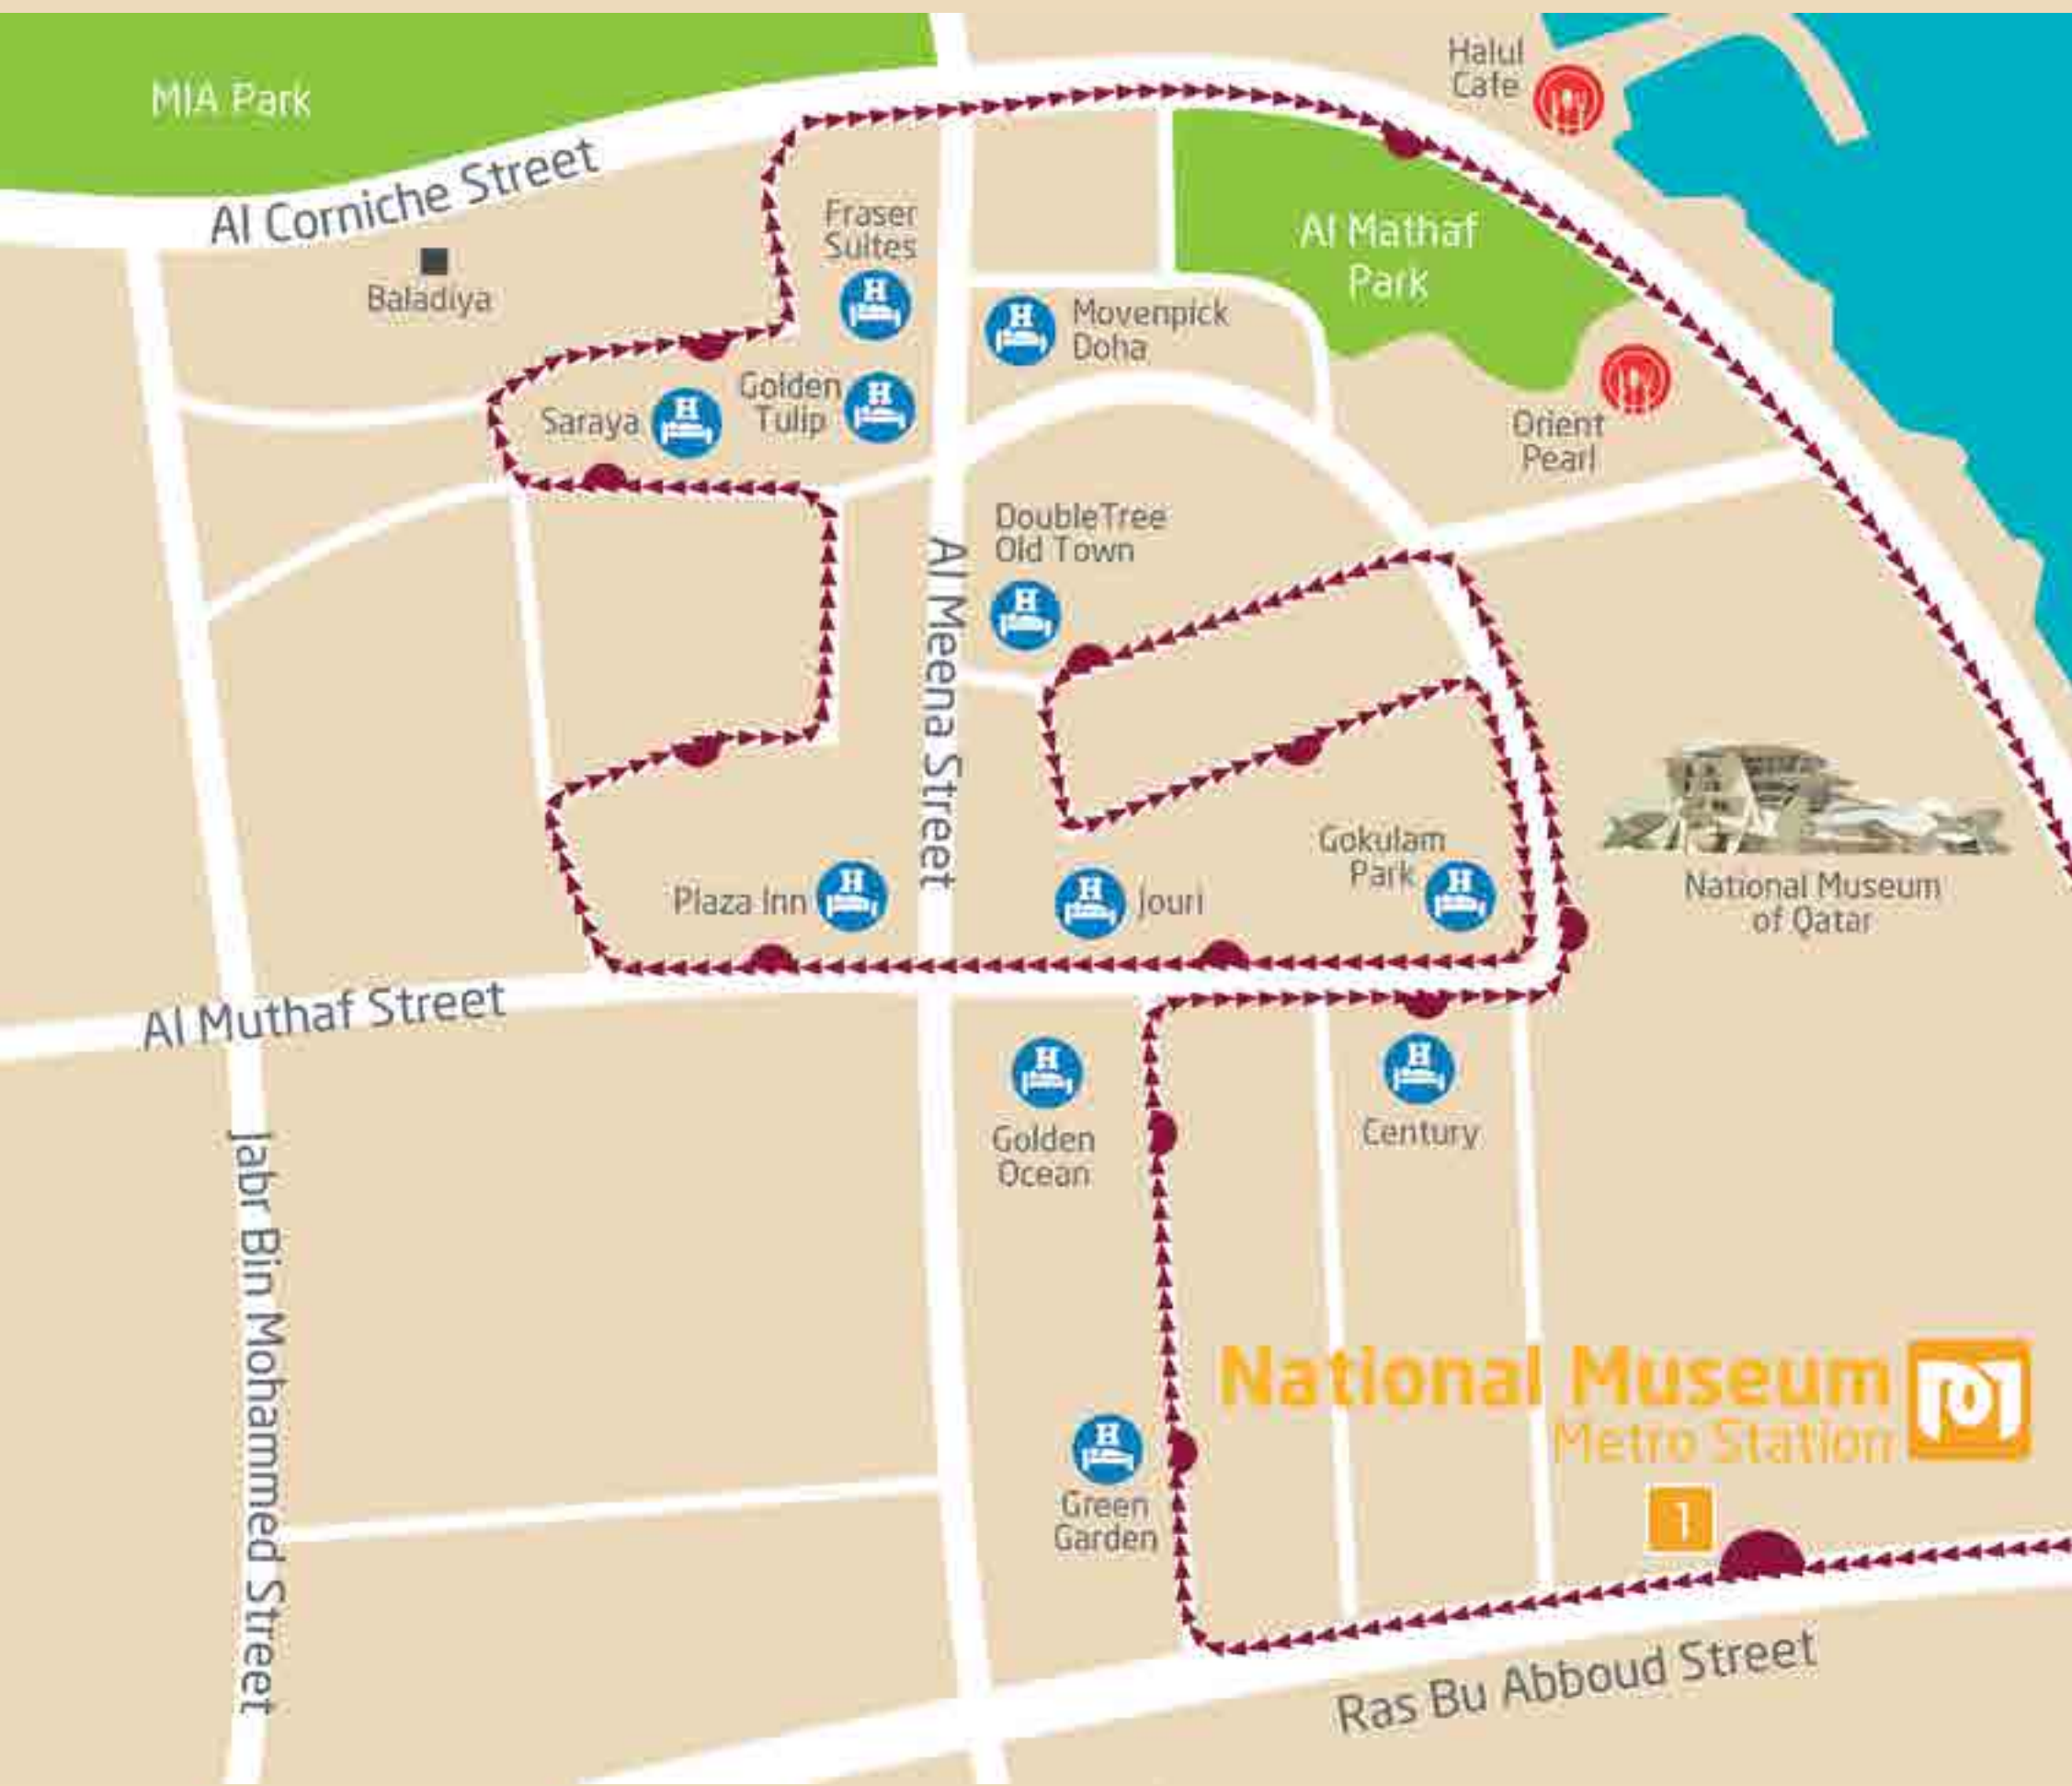 MIA Park
Halul
Cafe
Al Corniche Street
Fraser
Suites
Al Mathaf
Park
Baladiya
Movenpick
Doha
Golden
Tulip
Saraya
Orient
Pearl
DoubleTree
Old Town
Al Meena Street
Gokulam
Park
Plaza Inn
Jouri
National Museum
of Qatar
Al Muthaf Street
Golden
Ocean
Century
Jabr Bin Mohammed Street
National Museum
Metro Station
Green
Garden
1
Ras Bu Abboud Street
H
H
H
H
H
H
H
H
H
H
H